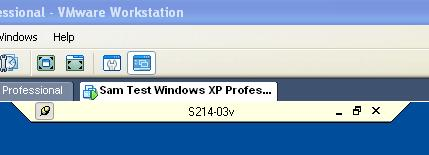 essional - VMware Workstation
Windows Help
Professional Sam Test Windows XP Profes...
S214-03v